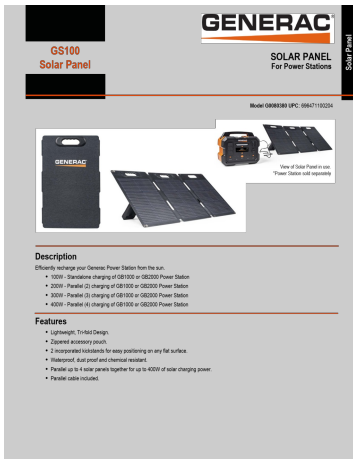 GENERAC
GS100
Solar Panel
SOLAR PANEL
For Power Stations
Solar Panel
Model G0080380 UPC: 696471100204
GENERAC
View of Solar Panel in use.
*Power Station sold separately
Description
Efficiently recharge your Generac Power Station from the sun.
• 100W - Standalone charging of GB1000 or GB2000 Power Station
• 200W - Parallel (2) charging of GB1000 or GB2000 Power Station
• 300W - Parallel (3) charging of GB1000 or GB2000 Power Station
• 400W - Parallel (4) charging of GB1000 or GB2000 Power Station
Features
• Lightweight, Tri-fold Design.
• Zippered accessory pouch.
• 2 incorporated kickstands for easy positioning on any flat surface.
• Waterproof, dust proof and chemical resistant.
• Parallel up to 4 solar panels together for up to 400W of solar charging power.
• Parallel cable included.